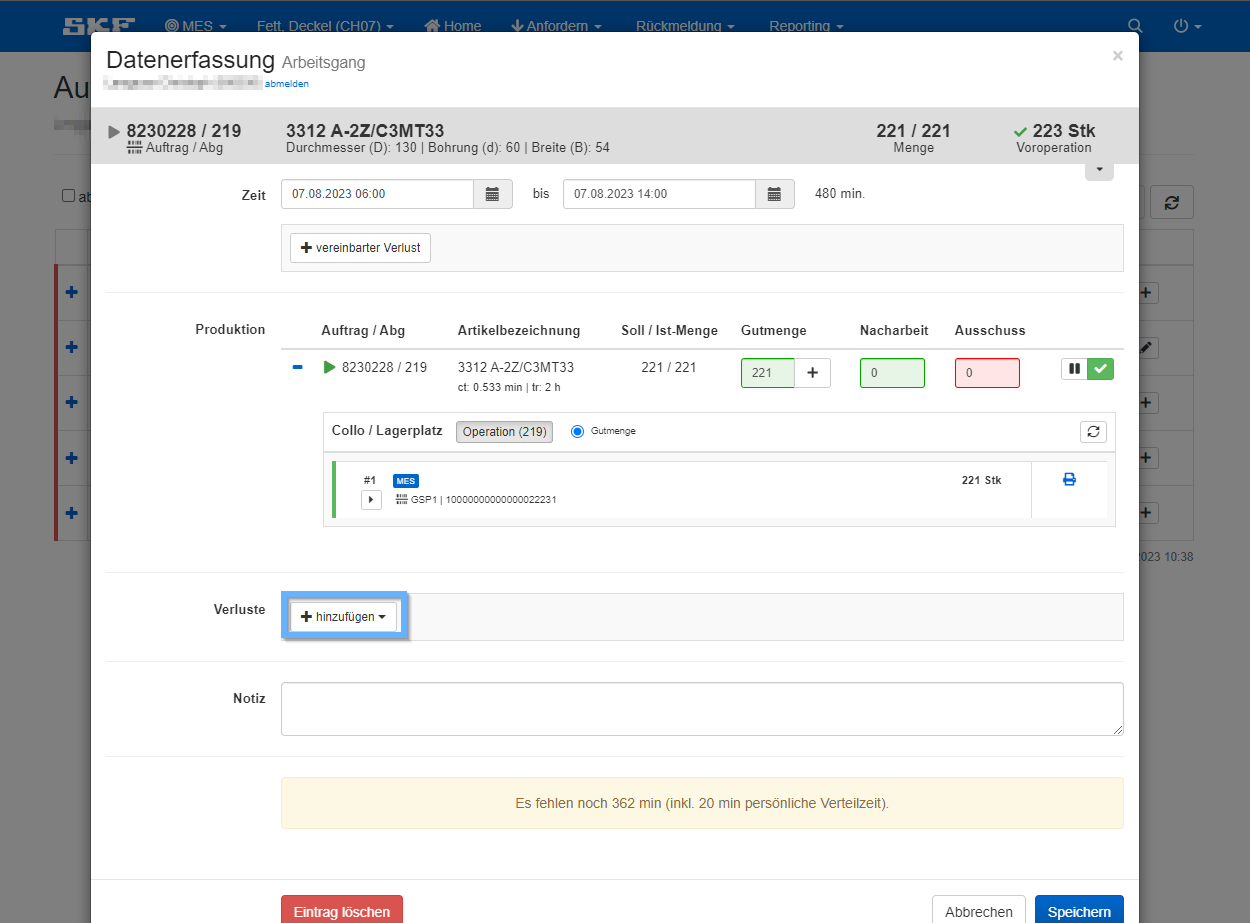 SKF MES Fett, Deckel (CH07) Home Anfordern Rückmeldung Reporting
Au
Datenerfassung Arbeitsgang
×
abmelden
8230228 / 219
Auftrag / Abg
3312 A-2Z/C3MT33
Durchmesser (D): 130 | Bohrung (d): 60 | Breite (B): 54
221 / 221
Menge
223 Stk
Voroperation
ab
Zeit 07.08.2023 06:00 bis 07.08.2023 14:00 480 min.
+ vereinbarter Verlust
Produktion Auftrag / Abg Artikelbezeichnung Soll / Ist-Menge Gutmenge Nacharbeit Ausschuss
8230228 / 219 3312 A-2Z/C3MT33 221 / 221 221 + 0 0
ct: 0.533 min | tr: 2 h
Collo / Lagerplatz Operation (219) Gutmenge
#1 MES 221 Stk
GSP1 | 10000000000000022231
023 10:38
Verluste + hinzufügen
Notiz
Es fehlen noch 362 min (inkl. 20 min persönliche Verteilzeit).
Eintrag löschen Abbrechen Speichern